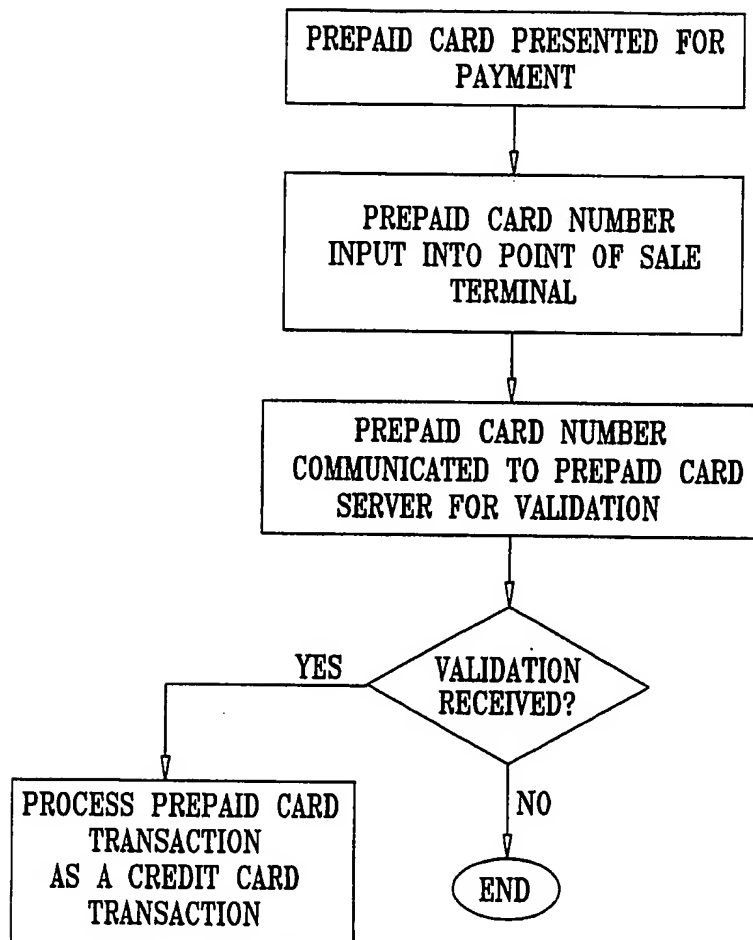 PREPAID CARD PRESENTED FOR
PAYMENT
PREPAID CARD NUMBER
INPUT INTO POINT OF SALE
TERMINAL
PREPAID CARD NUMBER
COMMUNICATED TO PREPAID CARD
SERVER FOR VALIDATION
VALIDATION
RECEIVED?
YES
NO
PROCESS PREPAID CARD
TRANSACTION
AS A CREDIT CARD
TRANSACTION
END